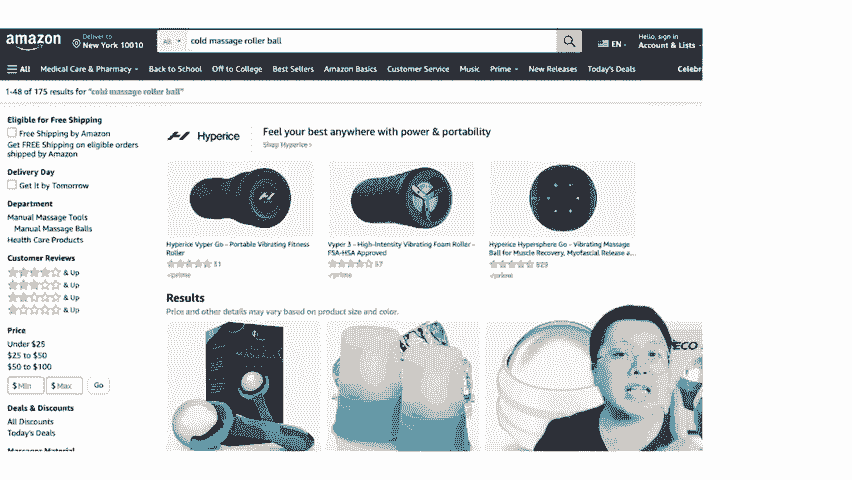 amazon
Deliver to
New York 10010
All
cold massage roller ball
EN
Hello, sign in
Account & Lists
All
Medical Care & Pharmacy
Back to School
Off to College
Best Sellers
Amazon Basics
Customer Service
Music
Prime
New Releases
Today's Deals
Celebr
1-48 of 175 results for "cold massage roller ball"
Eligible for Free Shipping
Free Shipping by Amazon
Get FREE Shipping on eligible orders
shipped by Amazon
Delivery Day
Get It by Tomorrow
Department
Manual Massage Tools
Manual Massage Balls
Health Care Products
Customer Reviews
& Up
& Up
& Up
& Up
Price
Under $25
$25 to $50
$50 to $100
$ Min
$ Max
Go
Deals & Discounts
All Discounts
Today's Deals
Massager Material
Hyperice
Feel your best anywhere with power & portability
Shop Hyperice ›
Hyperice Vyper Go - Portable Vibrating Fitness
Roller
51
prime
Vyper 3 - High-Intensity Vibrating Foam Roller -
FSA-HSA Approved
57
prime
Hyperice Hypersphere Go - Vibrating Massage
Ball for Muscle Recovery, Myofascial Release a...
829
prime
Results
Price and other details may vary based on product size and color.
ECO